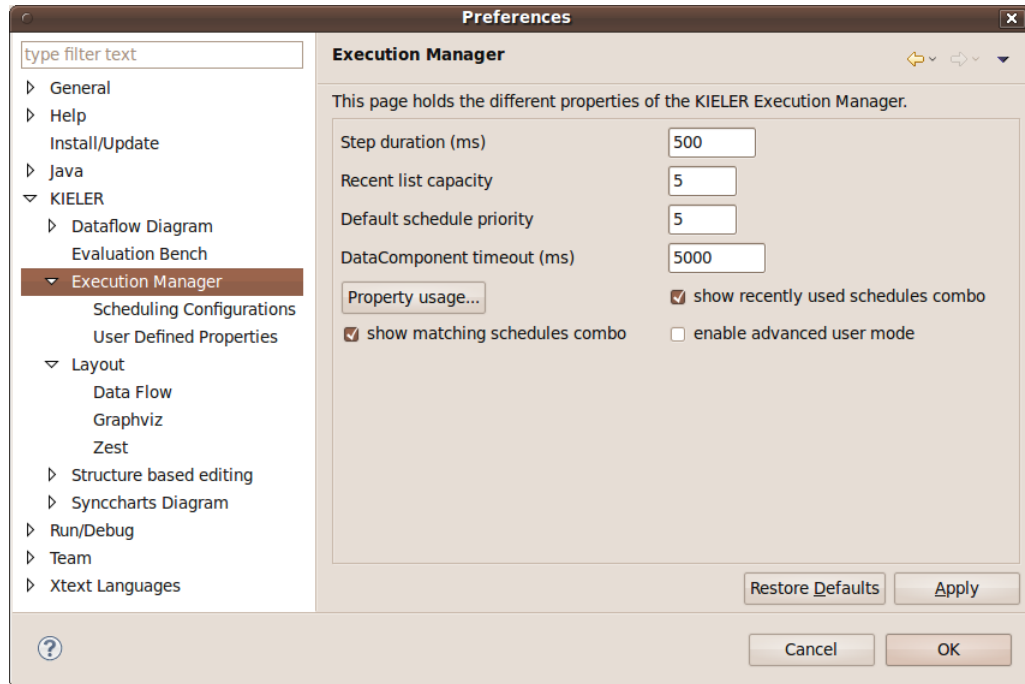 Preferences
type filter text
General
Help
Install/Update
Java
KIELER
Dataflow Diagram
Evaluation Bench
Execution Manager
Scheduling Configurations
User Defined Properties
Layout
Data Flow
Graphviz
Zest
Structure based editing
Synccharts Diagram
Run/Debug
Team
Xtext Languages
Execution Manager
This page holds the different properties of the KIELER Execution Manager.
Step duration (ms) 500
Recent list capacity 5
Default schedule priority 5
DataComponent timeout (ms) 5000
Property usage... show recently used schedules combo
show matching schedules combo enable advanced user mode
Restore Defaults Apply
? Cancel OK